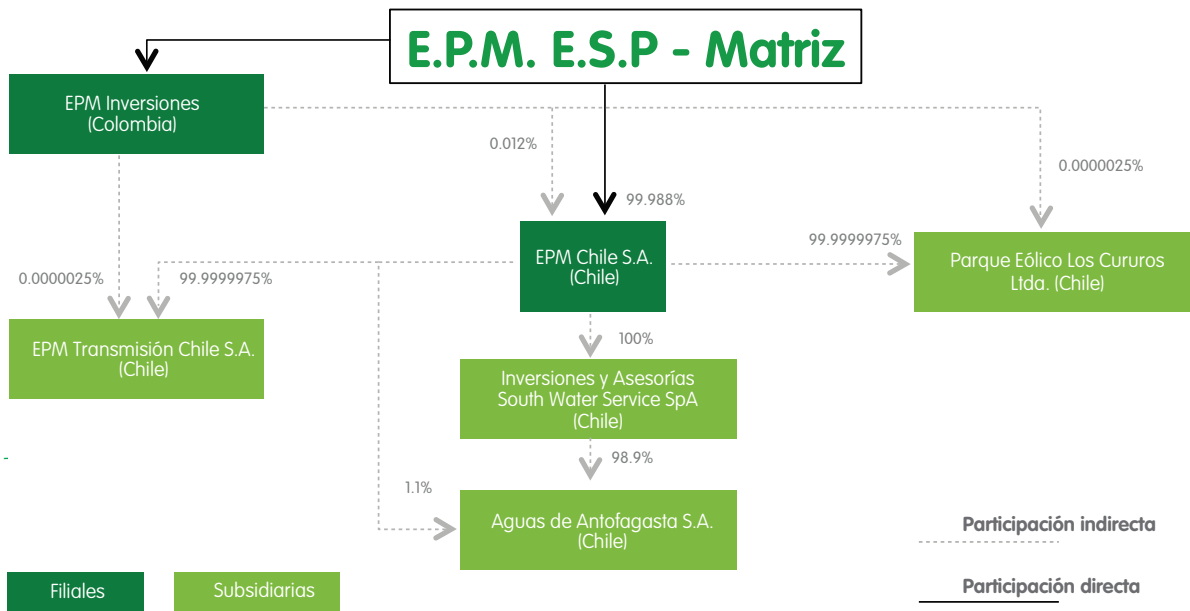 E.P.M. E.S.P - Matriz
EPM Inversiones
(Colombia)
0.012%
0.0000025%
99.988%
EPM Chile S.A.
(Chile)
99.9999975%
Parque Eólico Los Cururos
Ltda. (Chile)
0.0000025%
99.9999975%
EPM Transmisión Chile S.A.
(Chile)
100%
Inversiones y Asesorías
South Water Service SpA
(Chile)
98.9%
1.1%
Aguas de Antofagasta S.A.
(Chile)
Participación indirecta
Participación directa
Filiales
Subsidiarias